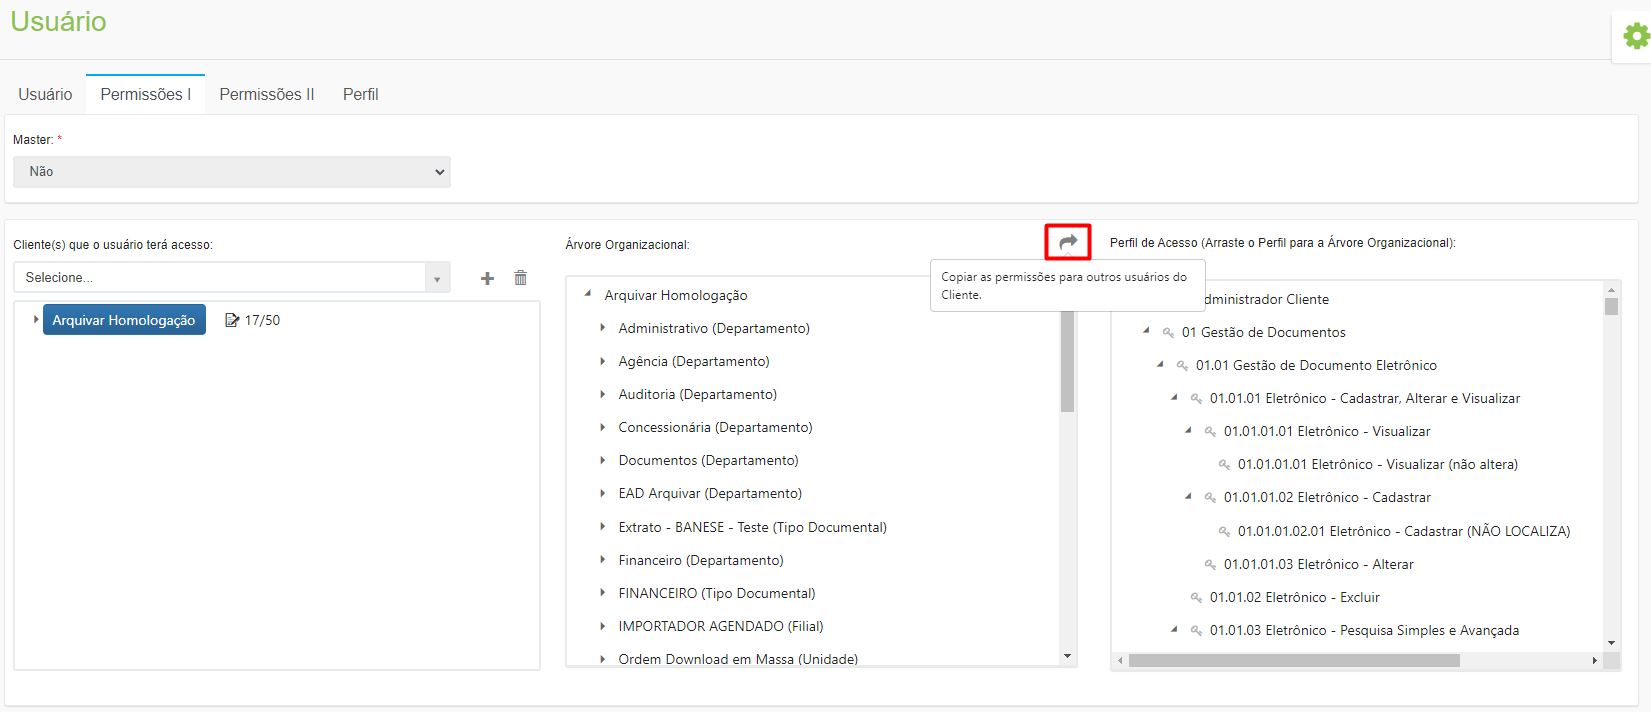 Usuário
Usuário
Permissões I
Permissões II
Perfil
Master: *
Não
Cliente(s) que o usuário terá acesso:
Selecione...
Arquivar Homologação
17/50
Árvore Organizacional:
Copiar as permissões para outros usuários do
Cliente.
Arquivar Homologação
Administrativo (Departamento)
Agência (Departamento)
Auditoria (Departamento)
Concessionária (Departamento)
Documentos (Departamento)
EAD Arquivar (Departamento)
Extrato - BANESE - Teste (Tipo Documental)
Financeiro (Departamento)
FINANCEIRO (Tipo Documental)
IMPORTADOR AGENDADO (Filial)
Ordem Download em Massa (Unidade)
Perfil de Acesso (Arraste o Perfil para a Árvore Organizacional):
dministrador Cliente
01 Gestão de Documentos
01.01 Gestão de Documento Eletrônico
01.01.01 Eletrônico - Cadastrar, Alterar e Visualizar
01.01.01.01 Eletrônico - Visualizar
01.01.01.01 Eletrônico - Visualizar (não altera)
01.01.01.02 Eletrônico - Cadastrar
01.01.01.02.01 Eletrônico - Cadastrar (NÃO LOCALIZA)
01.01.01.03 Eletrônico - Alterar
01.01.02 Eletrônico - Excluir
01.01.03 Eletrônico - Pesquisa Simples e Avançada